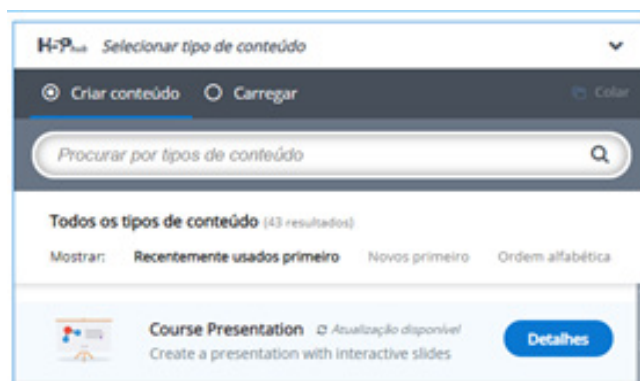 H5P hub Selecionar tipo de conteúdo
Criar conteúdo Carregar Colar
Procurar por tipos de conteúdo
Todos os tipos de conteúdo (43 resultados)
Mostrar: Recentemente usados primeiro Novos primeiro Ordem alfabética
Course Presentation Atualização disponível
Create a presentation with interactive slides
Detalhes